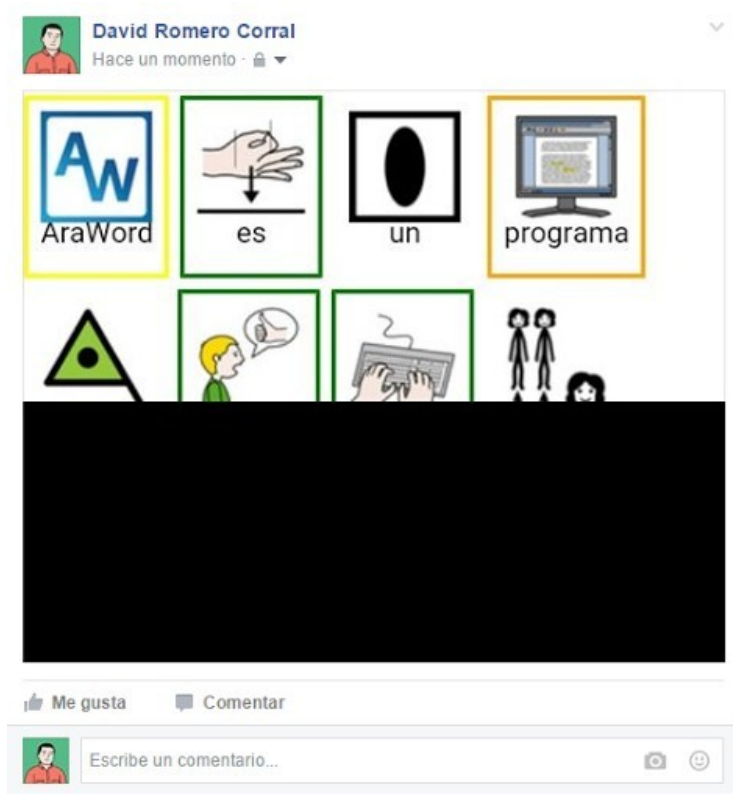 David Romero Corral
Hace un momento ·
AW
AraWord es un programa
Me gusta Comentar
Escribe un comentario...